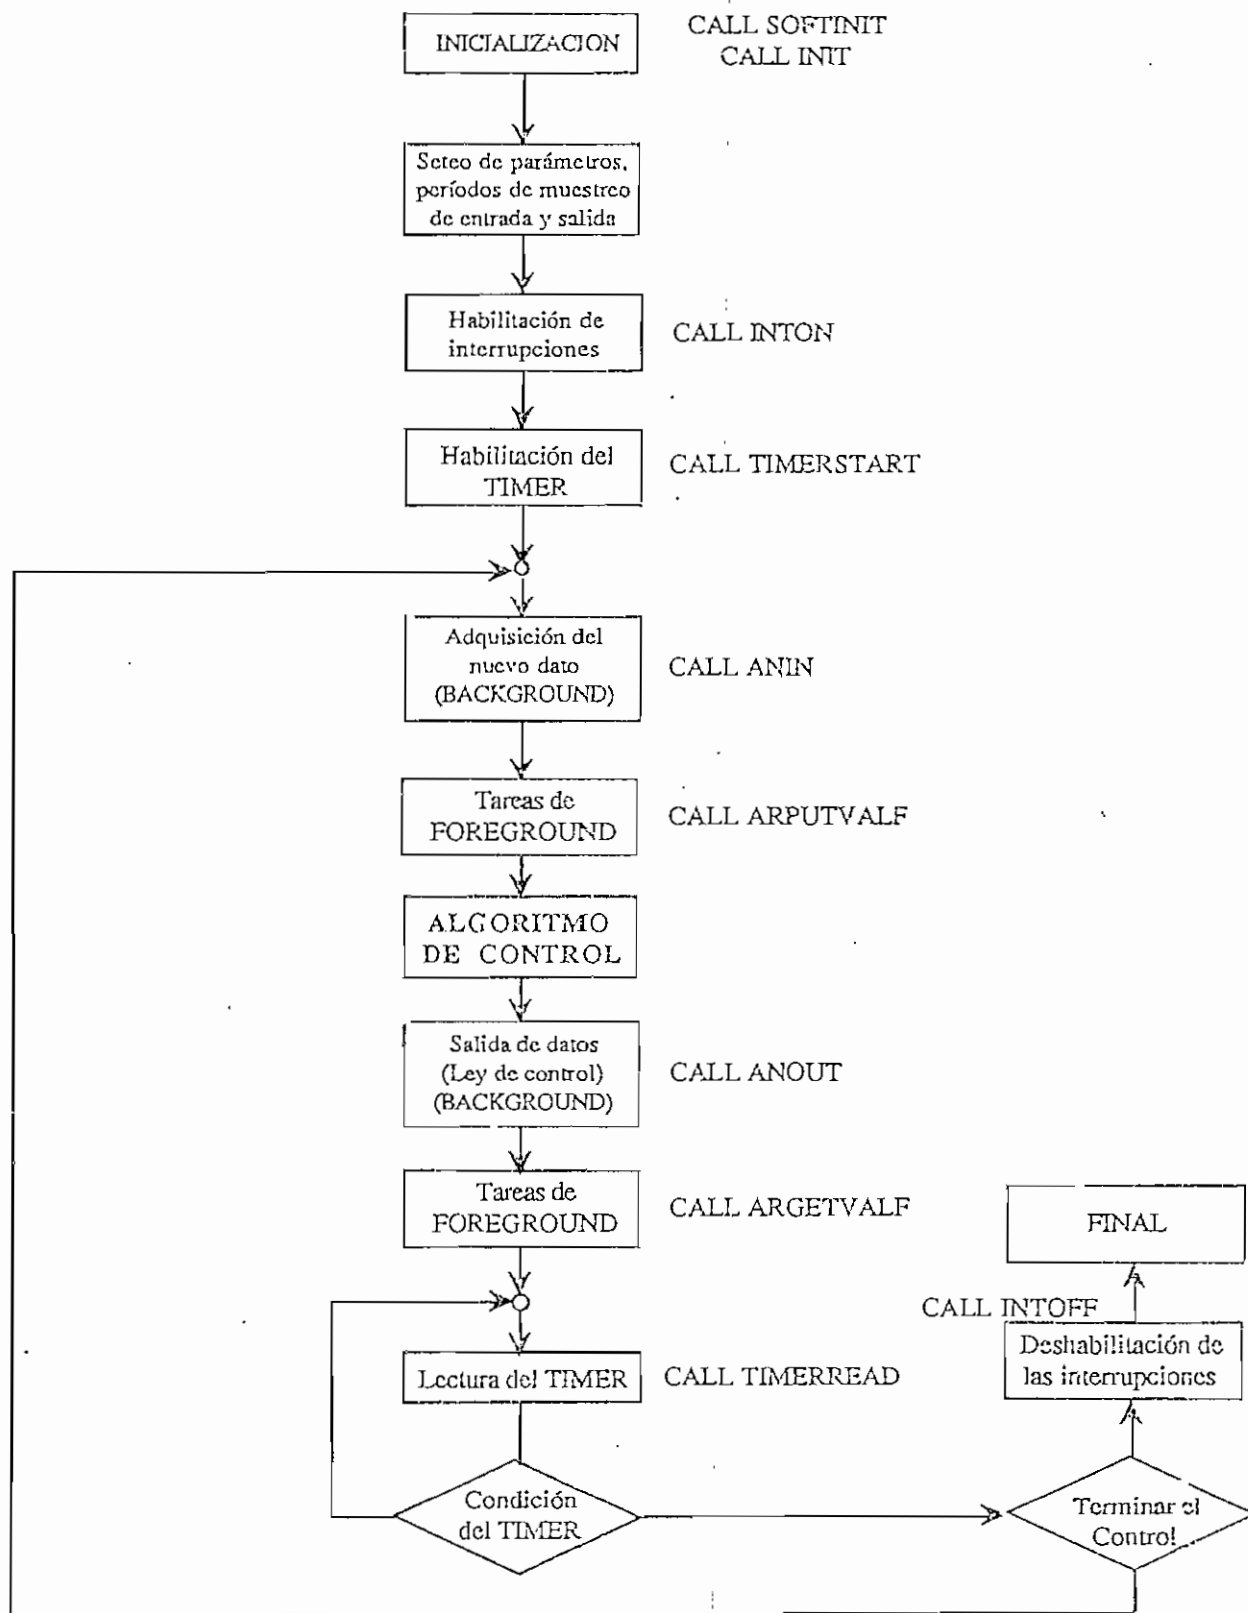 INICIALIZACION
CALL SOFTINIT
CALL INIT
Seteo de parámetros,
períodos de muestreo
de entrada y salida
Habilitación de
interrupciones
CALL INTON
Habilitación del
TIMER
CALL TIMERSTART
Adquisición del
nuevo dato
(BACKGROUND)
CALL ANIN
Tareas de
FOREGROUND
CALL ARPUTVALF
ALGORITMO
DE CONTROL
Salida de datos
(Ley de control)
(BACKGROUND)
CALL ANOUT
Tareas de
FOREGROUND
CALL ARGETVALF
FINAL
CALL INTOFF
Deshabilitación de
las interrupciones
Lectura del TIMER
CALL TIMERREAD
Condición
del TIMER
Terminar el
Control